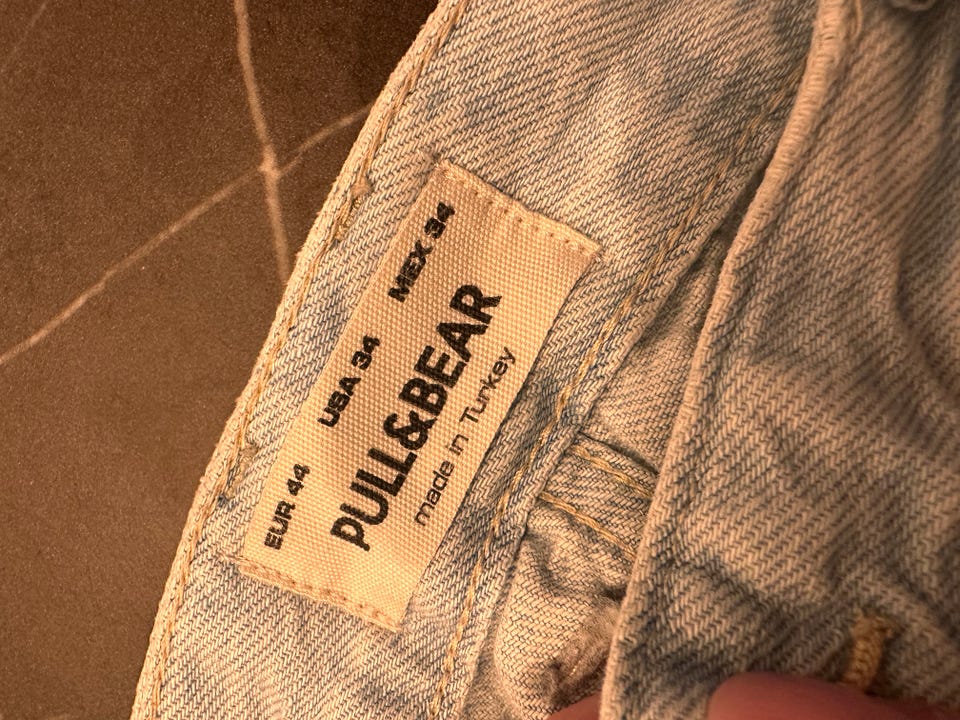 EUR 44 USA 34 MEX 34
PULL&BEAR
made in Turkey